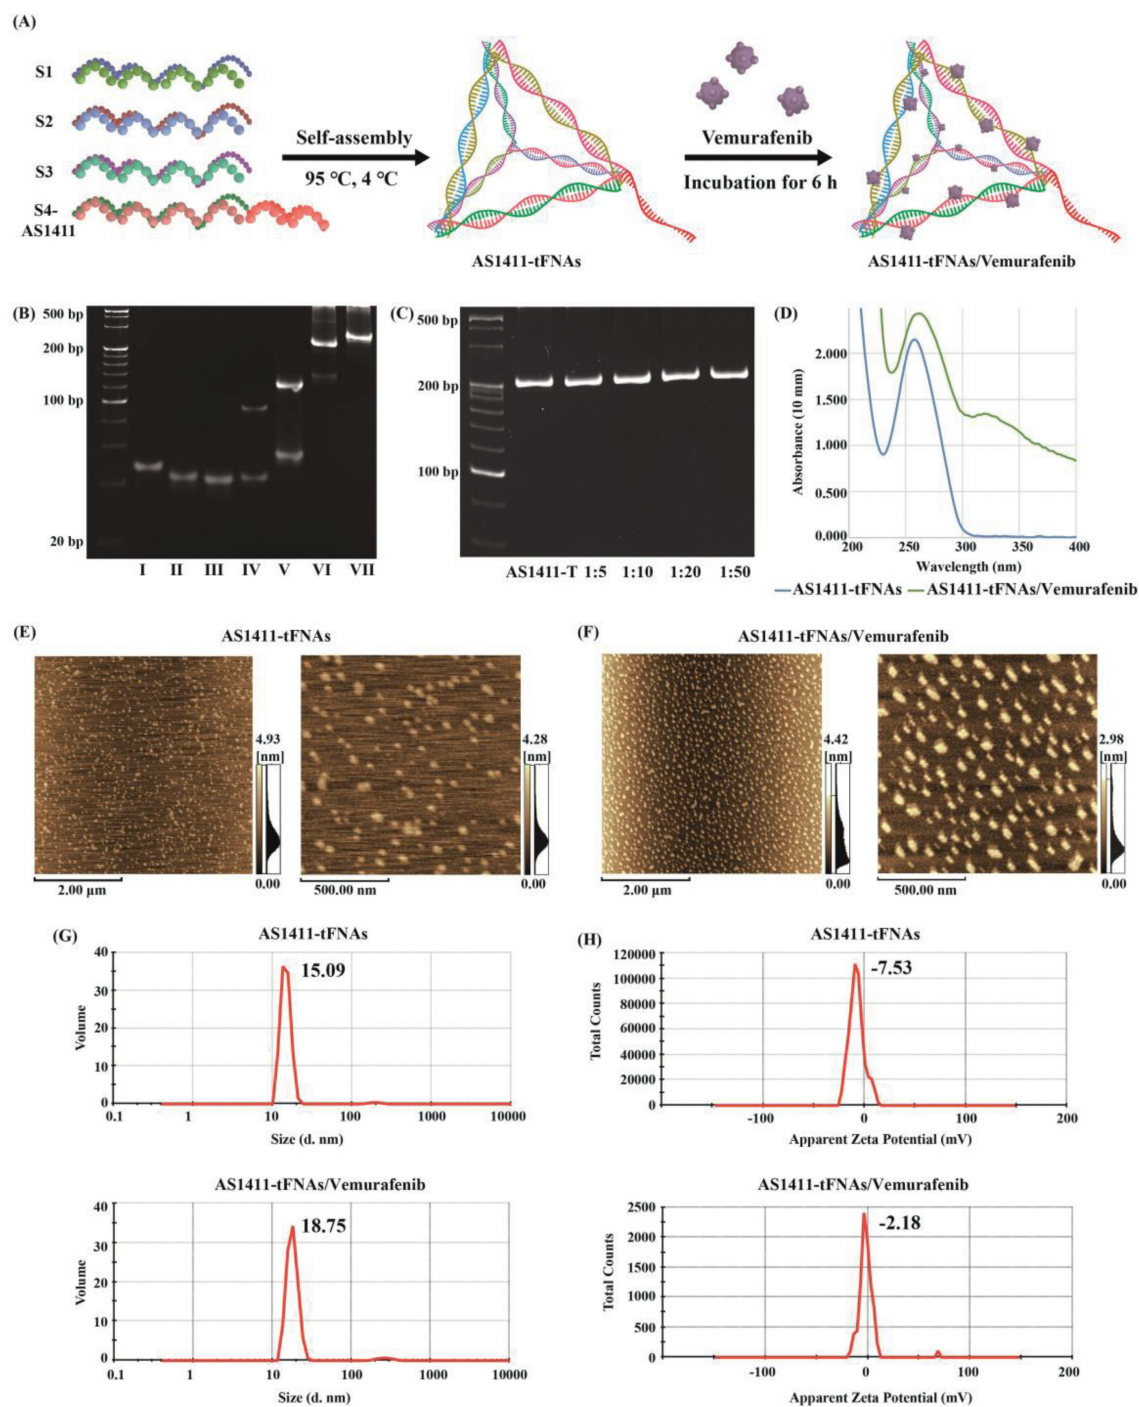 (A)
S1
S2
S3
S4-
AS1411
Self-assembly
95 °C, 4 °C
AS1411-tFNAs
Vemurafenib
Incubation for 6 h
AS1411-tFNAs/Vemurafenib
(B)
500 bp
200 bp
100 bp
20 bp
I II III IV V VI VII
(C)
500 bp
200 bp
100 bp
AS1411-T 1:5 1:10 1:20 1:50
(D)
Absorbance (10 mm)
2.000
1.500
1.000
0.500
0.000
200 250 300 350 400
Wavelength (nm)
AS1411-tFNAs AS1411-tFNAs/Vemurafenib
(E)
AS1411-tFNAs
4.93
[nm]
0.00
2.00 μm
4.28
[nm]
0.00
500.00 nm
(F)
AS1411-tFNAs/Vemurafenib
4.42
[nm]
0.00
2.00 μm
2.98
[nm]
0.00
500.00 nm
(G)
AS1411-tFNAs
15.09
Volume
40
30
20
10
0
0.1 1 10 100 1000 10000
Size (d. nm)
AS1411-tFNAs/Vemurafenib
18.75
Volume
40
30
20
10
0
0.1 1 10 100 1000 10000
Size (d. nm)
(H)
AS1411-tFNAs
-7.53
Total Counts
120000
100000
80000
60000
40000
20000
0
-100 0 100 200
Apparent Zeta Potential (mV)
AS1411-tFNAs/Vemurafenib
-2.18
Total Counts
2500
2000
1500
1000
500
0
-100 0 100 200
Apparent Zeta Potential (mV)